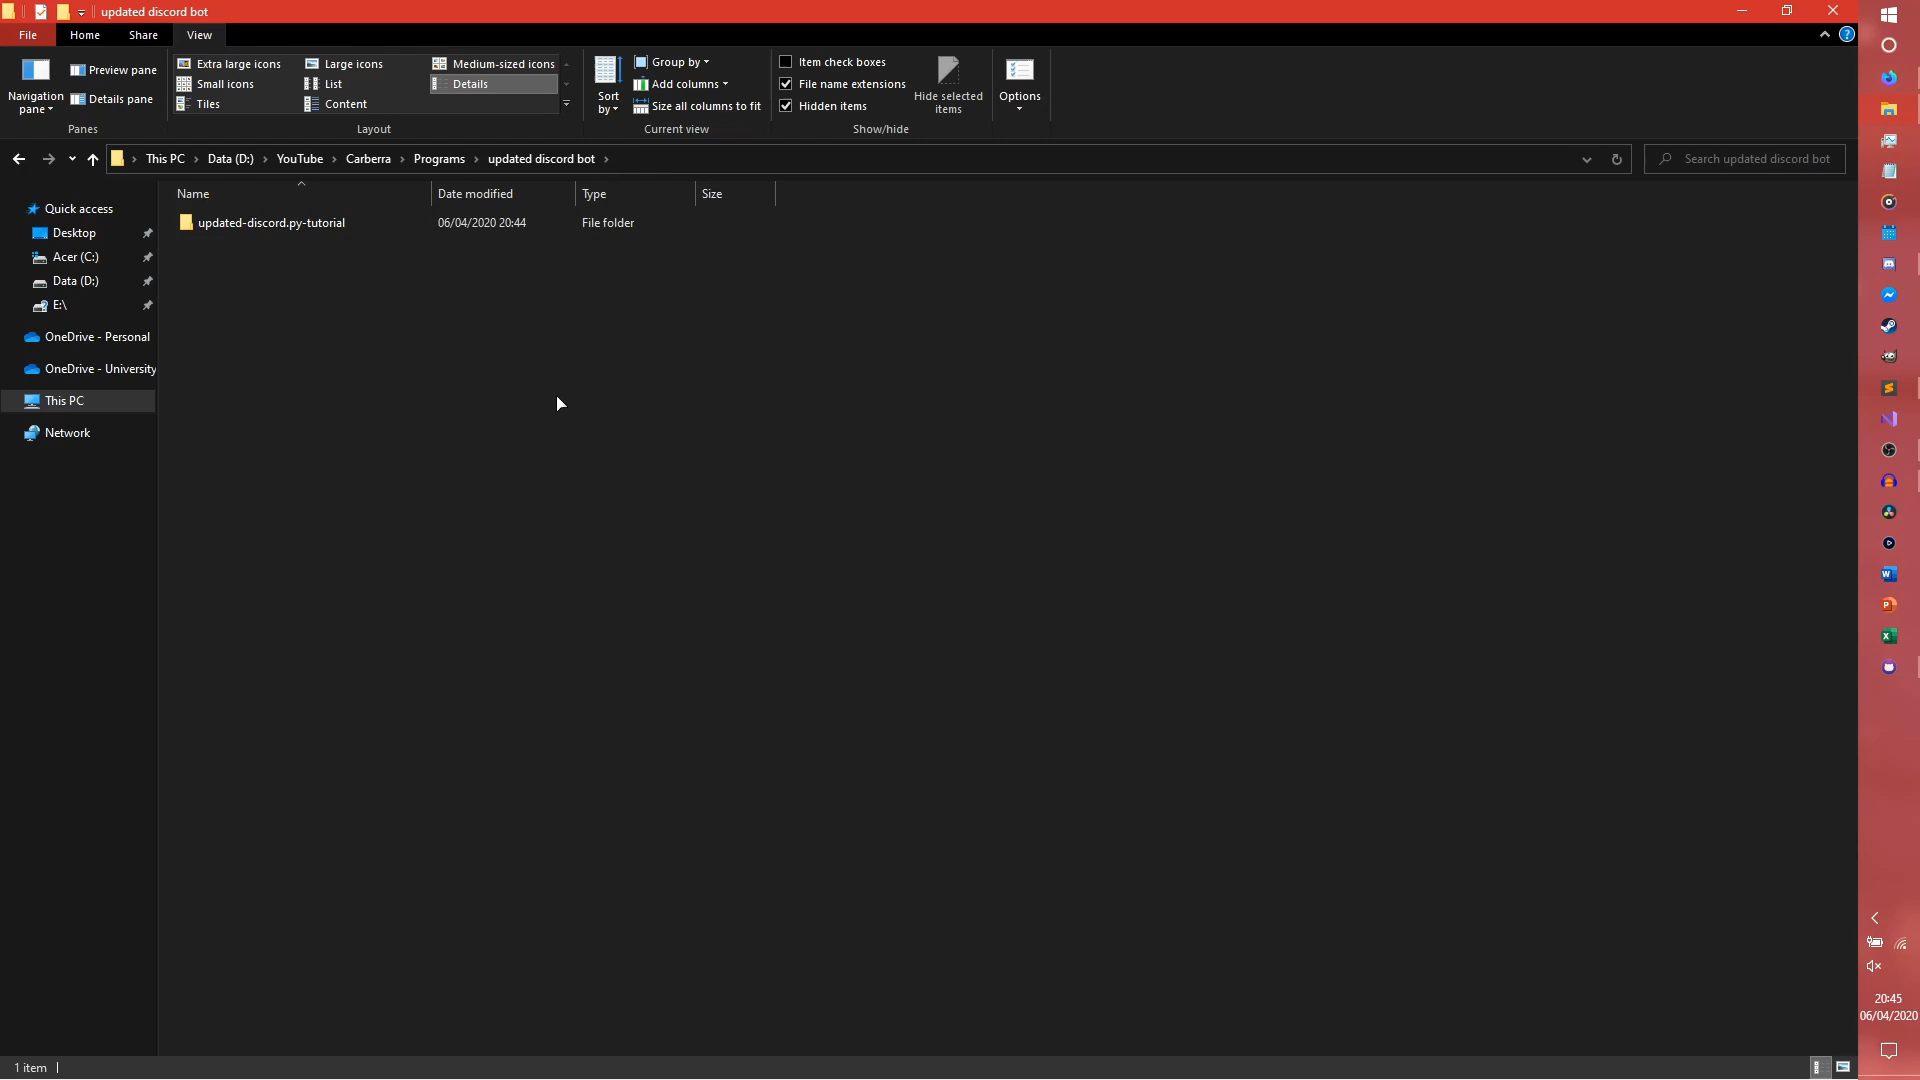 updated discord bot
File Home Share View
Navigation pane
Preview pane
Details pane
Panes
Extra large icons Large icons Medium-sized icons
Small icons List Details
Tiles Content
Layout
Sort by
Group by
Add columns
Size all columns to fit
Current view
Item check boxes
File name extensions
Hidden items
Hide selected items
Show/hide
Options
This PC Data (D:) YouTube Carberra Programs updated discord bot
Search updated discord bot
Name Date modified Type Size
updated-discord.py-tutorial 06/04/2020 20:44 File folder
Quick access
Desktop
Acer (C:)
Data (D:)
E:\
OneDrive - Personal
OneDrive - University
This PC
Network
1 item
20:45
06/04/2020